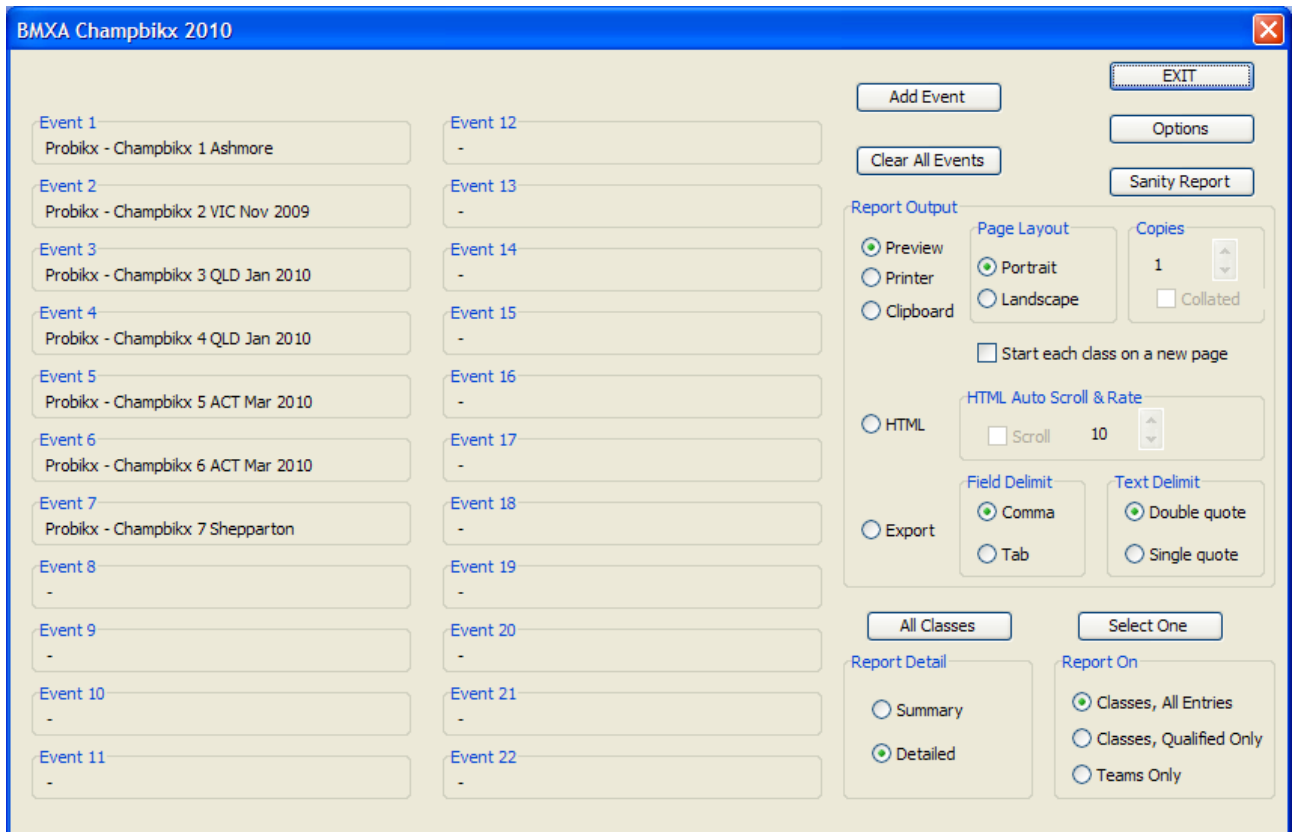 BMXA Champbikx 2010
Event 1
Probikx - Champbikx 1 Ashmore
Event 2
Probikx - Champbikx 2 VIC Nov 2009
Event 3
Probikx - Champbikx 3 QLD Jan 2010
Event 4
Probikx - Champbikx 4 QLD Jan 2010
Event 5
Probikx - Champbikx 5 ACT Mar 2010
Event 6
Probikx - Champbikx 6 ACT Mar 2010
Event 7
Probikx - Champbikx 7 Shepparton
Event 8
-
Event 9
-
Event 10
-
Event 11
-
Event 12
-
Event 13
-
Event 14
-
Event 15
-
Event 16
-
Event 17
-
Event 18
-
Event 19
-
Event 20
-
Event 21
-
Event 22
-
Add Event
Clear All Events
EXIT
Options
Sanity Report
Report Output
Preview
Printer
Clipboard
Page Layout
Portrait
Landscape
Copies
1
Collated
Start each class on a new page
HTML
HTML Auto Scroll & Rate
Scroll 10
Export
Field Delimit
Comma
Tab
Text Delimit
Double quote
Single quote
All Classes
Select One
Report Detail
Summary
Detailed
Report On
Classes, All Entries
Classes, Qualified Only
Teams Only